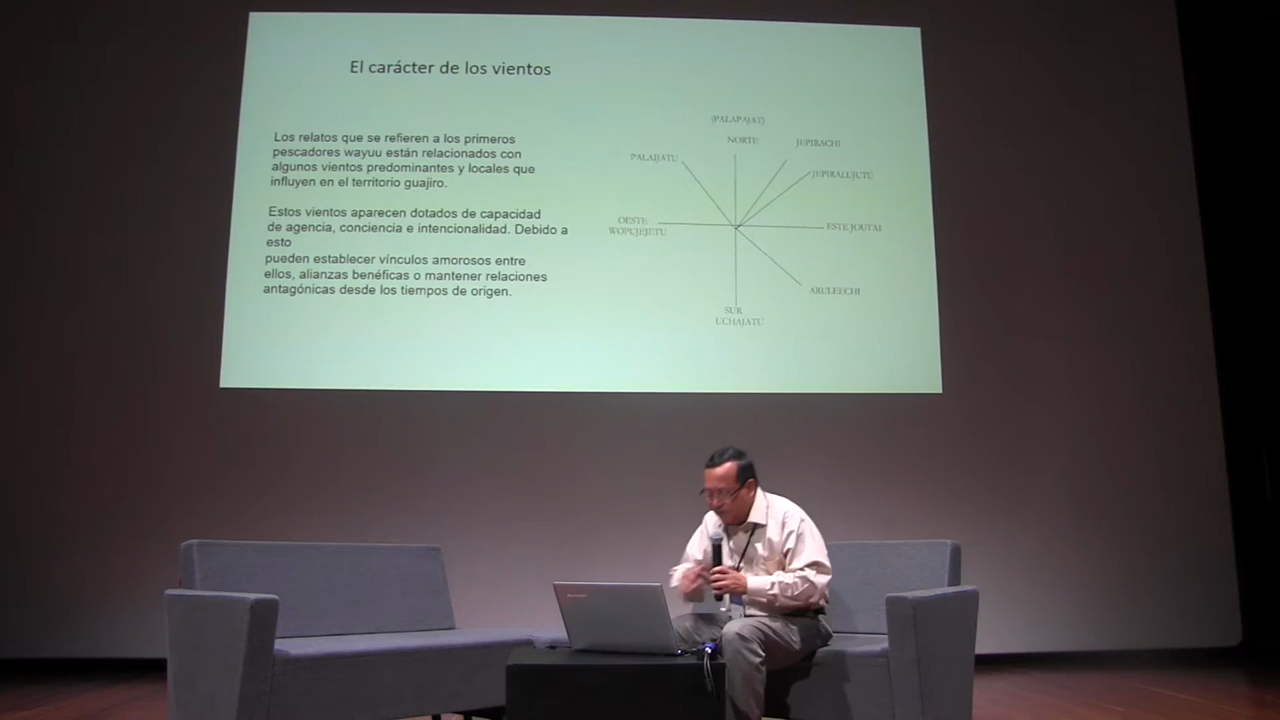 El carácter de los vientos
Los relatos que se refieren a los primeros
pescadores wayuu están relacionados con
algunos vientos predominantes y locales que
influyen en el territorio guajiro.
Estos vientos aparecen dotados de capacidad
de agencia, conciencia e intencionalidad. Debido a
esto
pueden establecer vínculos amorosos entre
ellos, alianzas benéficas o mantener relaciones
antagónicas desde los tiempos de origen.
(PALAPAJAT)
NORTE
JEPIRACHI
PALAIJATU
JEPIRALUJUTÚ
OESTE
WOPUJEJETU
ESTE JOUTAI
ARULEECHI
SUR
UCHAJATU